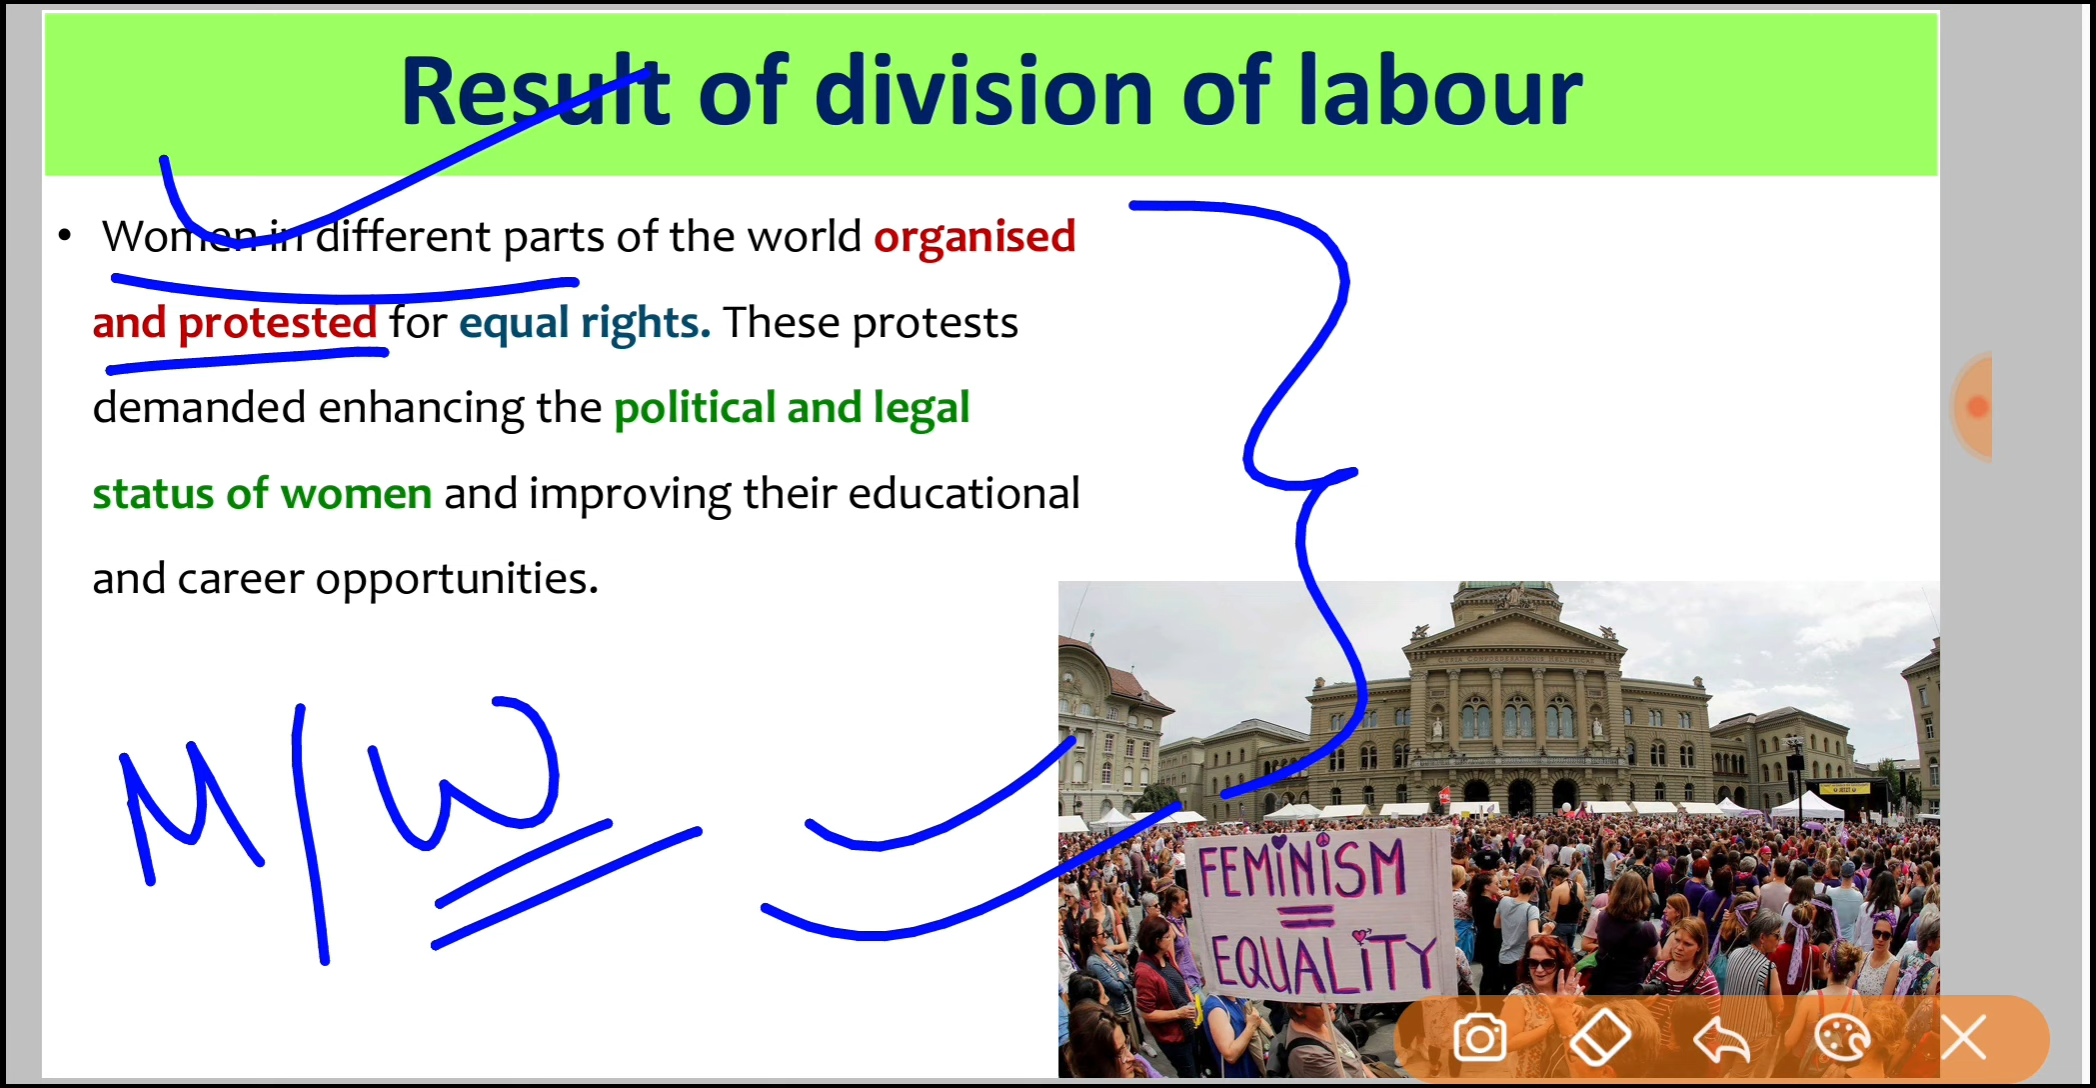 Result of division of labour
• Women in different parts of the world organised
and protested for equal rights. These protests
demanded enhancing the political and legal
status of women and improving their educational
and career opportunities.
M/W
FEMINISM
=
EQUALITY